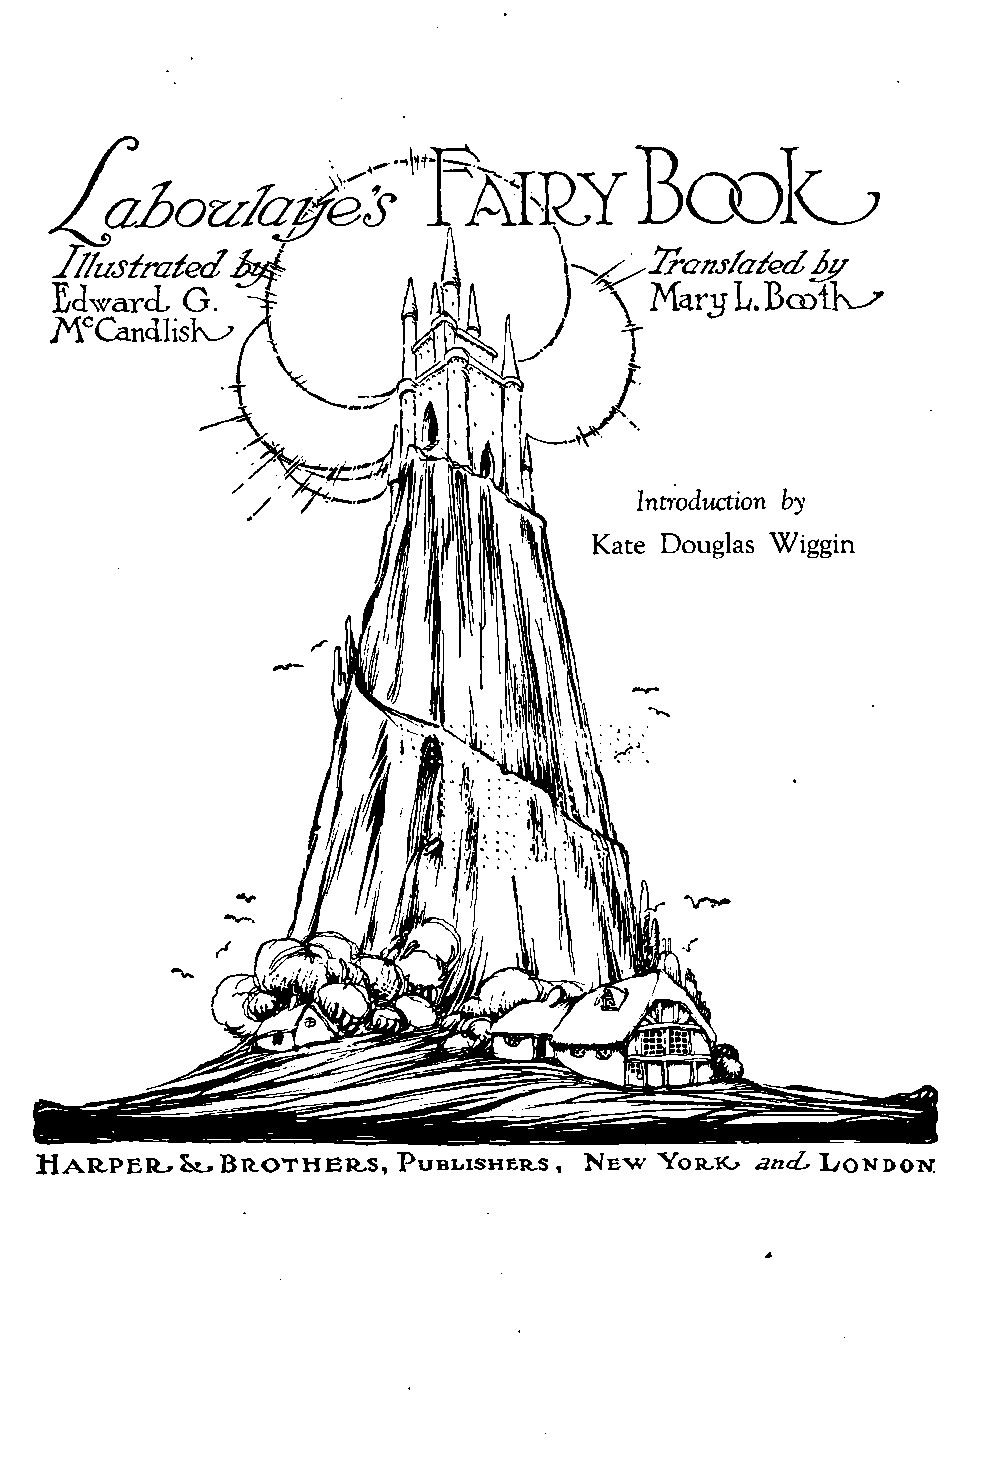 Laboulaye's FAIRY BOOK
Illustrated by
Edward G.
McCandlish
Translated by
Mary L. Booth
Introduction by
Kate Douglas Wiggin
HARPER & BROTHERS, PUBLISHERS, NEW YORK and LONDON